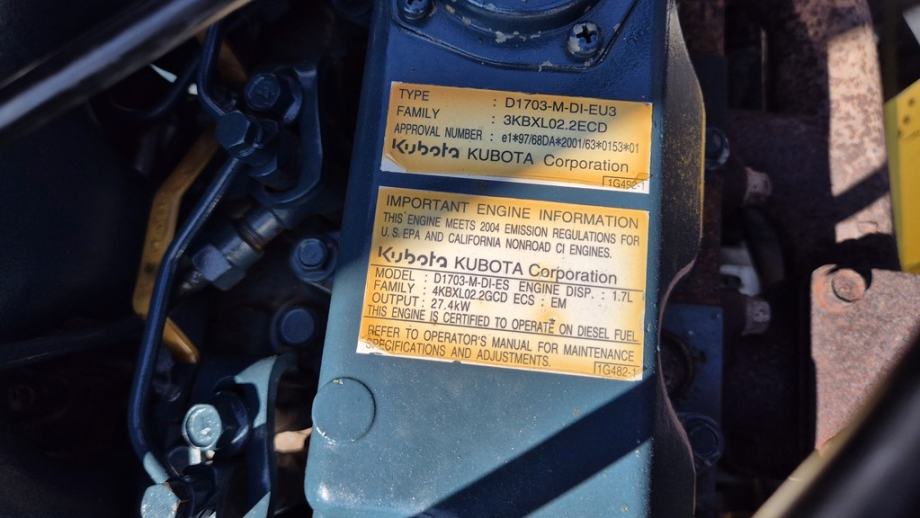 TYPE : D1703-M-DI-EU3
FAMILY : 3KBXL02.2ECD
APPROVAL NUMBER : e1*97/68DA*2001/63*0153*01
Kubota KUBOTA Corporation
1G492-1
IMPORTANT ENGINE INFORMATION
THIS ENGINE MEETS 2004 EMISSION REGULATIONS FOR
U.S. EPA AND CALIFORNIA NONROAD CI ENGINES.
Kubota KUBOTA Corporation
MODEL : D1703-M-DI-ES ENGINE DISP. : 1.7L
FAMILY : 4KBXL02.2GCD ECS : EM
OUTPUT : 27.4kW
THIS ENGINE IS CERTIFIED TO OPERATE ON DIESEL FUEL
REFER TO OPERATOR'S MANUAL FOR MAINTENANCE
SPECIFICATIONS AND ADJUSTMENTS.
1G482-1